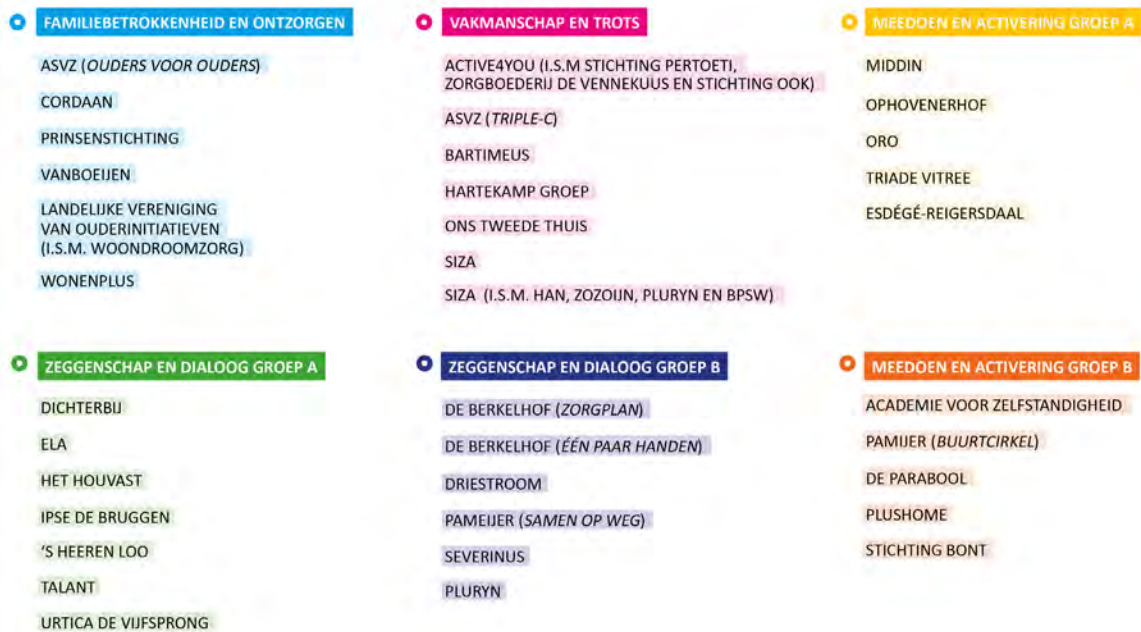 FAMILIEBETROKKENHEID EN ONTZORGEN
ASVZ (OUDERS VOOR OUDERS)
CORDAAN
PRINSENSTICHTING
VANBOEIJEN
LANDELIJKE VERENIGING
VAN OUDERINITIATIEVEN
(I.S.M. WOONDROOMZORG)
WONENPLUS
VAKMANSCHAP EN TROTS
ACTIVE4YOU (I.S.M STICHTING PERTOETI,
ZORGBOEDERIJ DE VENNEKUUS EN STICHTING OOK)
ASVZ (TRIPLE-C)
BARTIMEUS
HARTEKAMP GROEP
ONS TWEEDE THUIS
SIZA
SIZA (I.S.M. HAN, ZOZOIJN, PLURYN EN BPSW)
MEEDOEN EN ACTIVERING GROEP A
MIDDIN
OPHOVENERHOF
ORO
TRIADE VITREE
ESDÉGÉ-REIGERSDAAL
ZEGGENSCHAP EN DIALOOG GROEP A
DICHTERBIJ
ELA
HET HOUVAST
IPSE DE BRUGGEN
'S HEEREN LOO
TALANT
URTICA DE VIJFSPRONG
ZEGGENSCHAP EN DIALOOG GROEP B
DE BERKELHOF (ZORGPLAN)
DE BERKELHOF (ÉÉN PAAR HANDEN)
DRIESTROOM
PAMEIJER (SAMEN OP WEG)
SEVERINUS
PLURYN
MEEDOEN EN ACTIVERING GROEP B
ACADEMIE VOOR ZELFSTANDIGHEID
PAMIJER (BUURTCIRKEL)
DE PARABOOL
PLUSHOME
STICHTING BONT